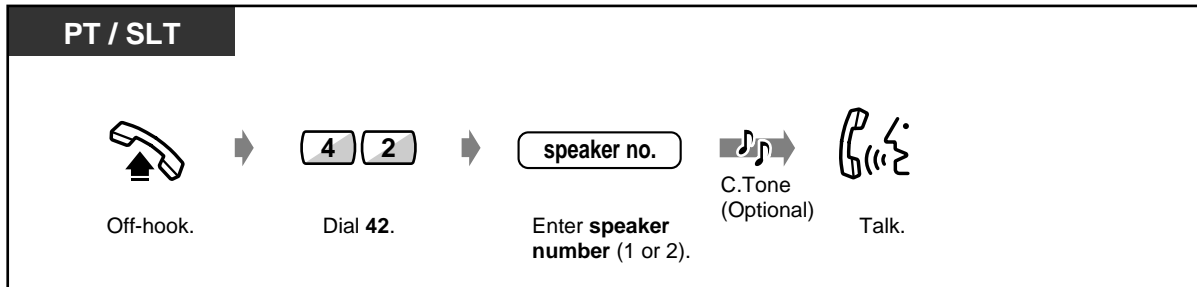 PT / SLT
4 2
speaker no.
C.Tone
(Optional)
Off-hook.
Dial 42.
Enter speaker
number (1 or 2).
Talk.